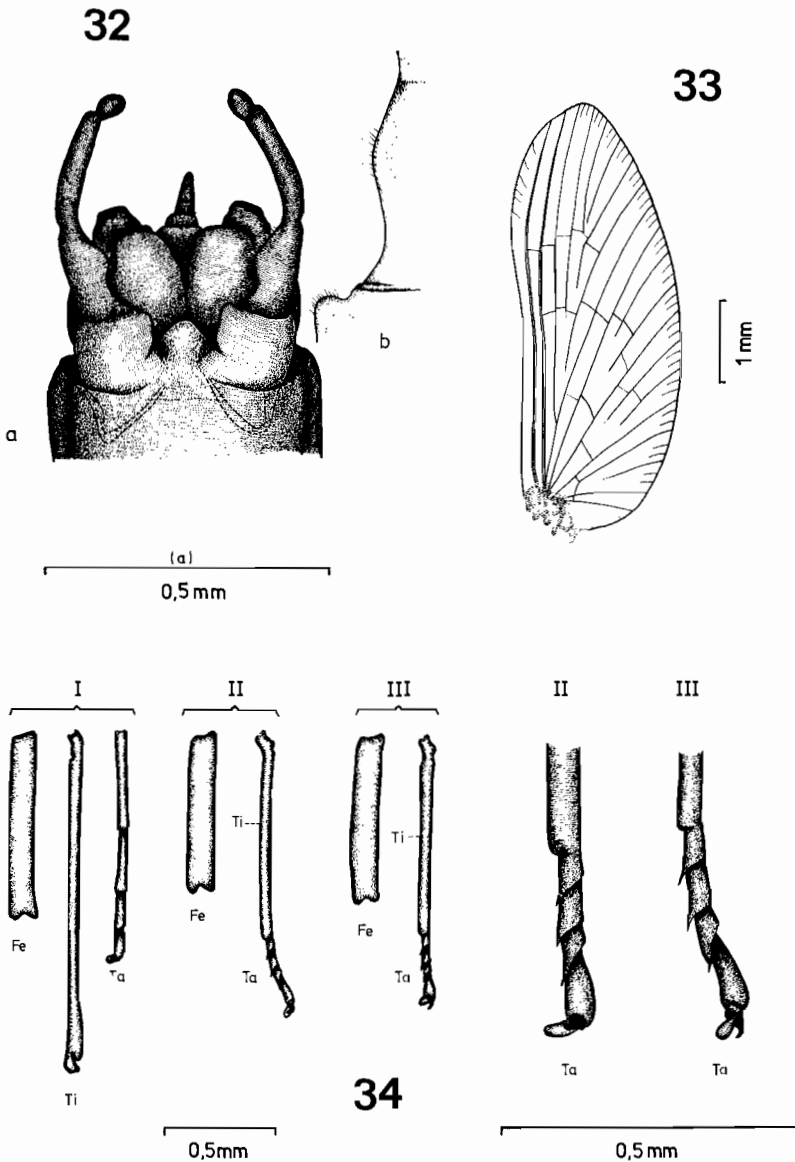 32
33
b
a
1 mm
(a)
0,5 mm
I II III II III
Fe
Ti
Ta
Fe
Ti
Ta
Fe
Ti
Ta
Ta
Ta
34
0,5mm
0,5 mm